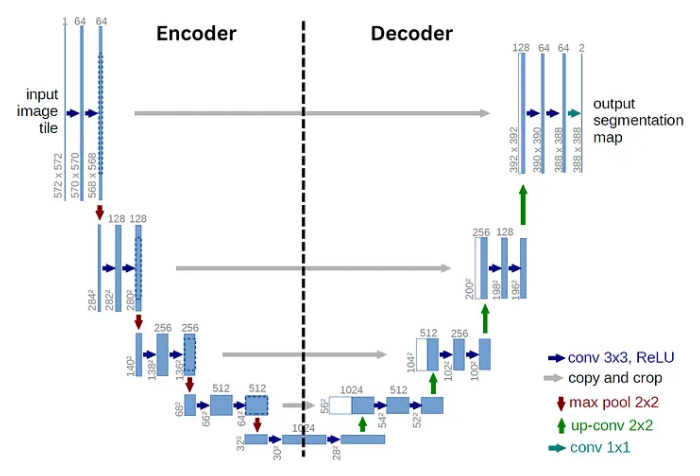 Encoder
Decoder
1 64 64
128 64 64 2
input
image
tile
output
segmentation
map
572 x 572
570 x 570
568 x 568
392 x 392
390 x 390
388 x 388
388 x 388
128 128
256 128
284²
282²
280²
200²
198²
196²
256 256
512 256
140²
138²
136²
104²
102²
100²
512 512
1024 512
68²
66²
64²
56²
54²
52²
1024
32²
30²
28²
conv 3x3, ReLU
copy and crop
max pool 2x2
up-conv 2x2
conv 1x1